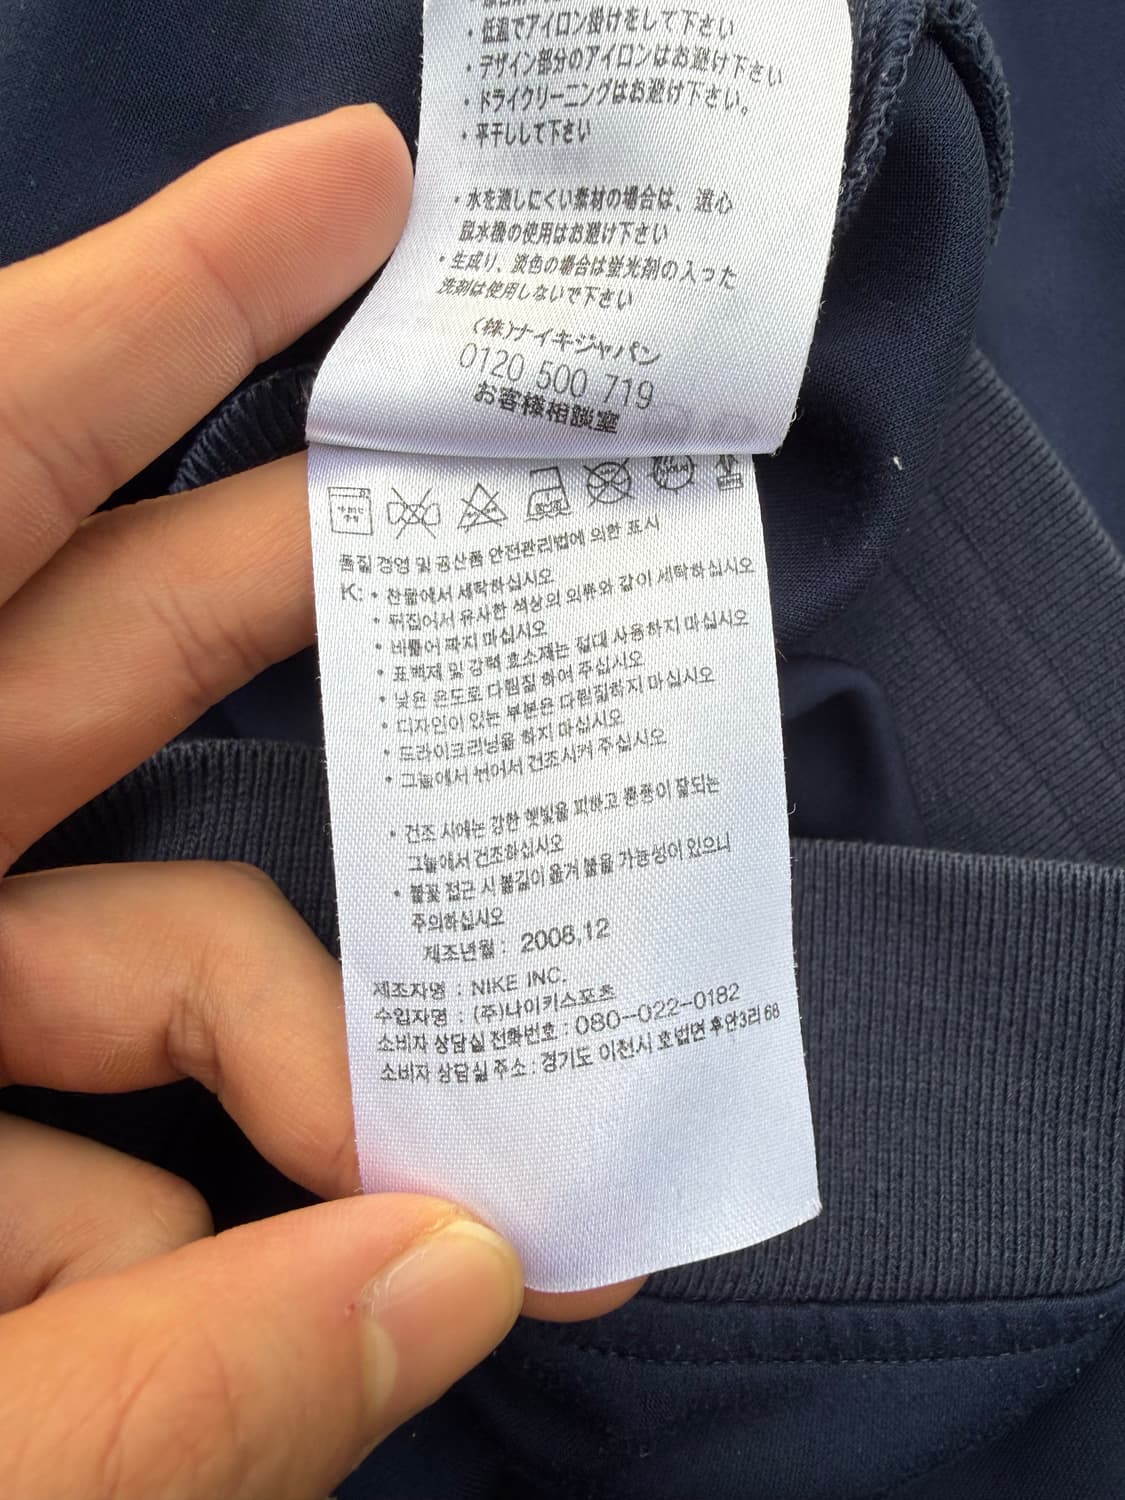 ・低温でアイロン掛けをして下さい
・デザイン部分のアイロンはお避け下さい
・ドライクリーニングはお避け下さい。
・平干しして下さい
・水を通しにくい素材の場合は、遠心
脱水機の使用はお避け下さい
・生成り、淡色の場合は蛍光剤の入った
洗剤は使用しないで下さい
(株)ナイキジャパン
0120 500 719
お客様相談室
품질 경영 및 공산품 안전관리법에 의한 표시
K: • 찬물에서 세탁하십시오
• 뒤집어서 유사한 색상의 의류와 같이 세탁하십시오
• 비틀어 짜지 마십시오
• 표백제 및 강력 효소제는 절대 사용하지 마십시오
• 낮은 온도로 다림질 하여 주십시오
• 디자인이 있는 부분은 다림질하지 마십시오
• 드라이크리닝을 하지 마십시오
• 그늘에서 뉘어서 건조시켜 주십시오
• 건조 시에는 강한 햇빛을 피하고 통풍이 잘되는
그늘에서 건조하십시오
• 불꽃 접근 시 불길이 옮겨 붙을 가능성이 있으니
주의하십시오
제조년월 : 2008.12
제조자명 : NIKE INC.
수입자명 : (주)나이키스포츠
소비자 상담실 전화번호 : 080-022-0182
소비자 상담실 주소 : 경기도 이천시 호법면 후안3리 68